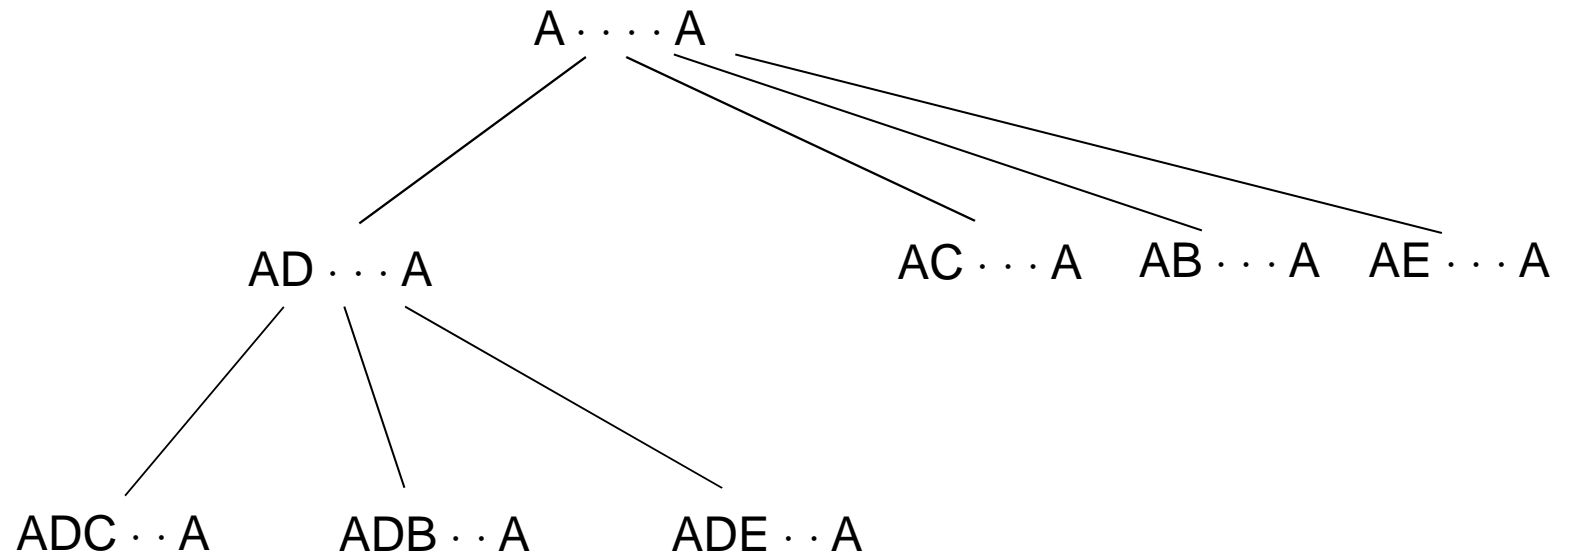 A · · · · A
AD · · · A AC · · · A AB · · · A AE · · · A
ADC · · A ADB · · A ADE · · A